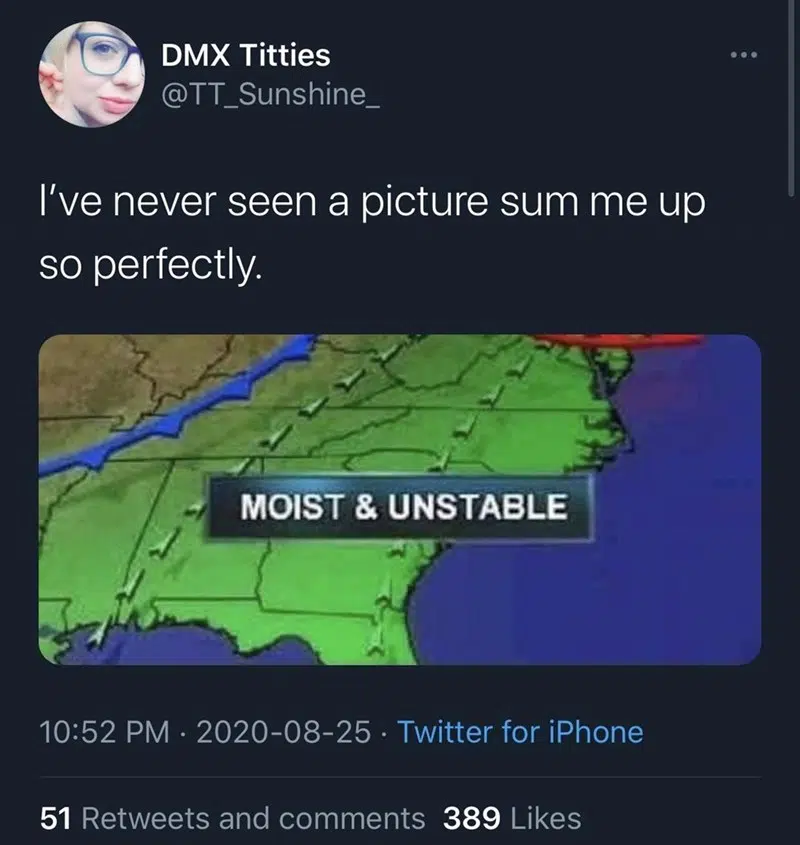 DMX Titties
@TT_Sunshine_
I've never seen a picture sum me up
so perfectly.
MOIST & UNSTABLE
10:52 PM · 2020-08-25 · Twitter for iPhone
51 Retweets and comments 389 Likes